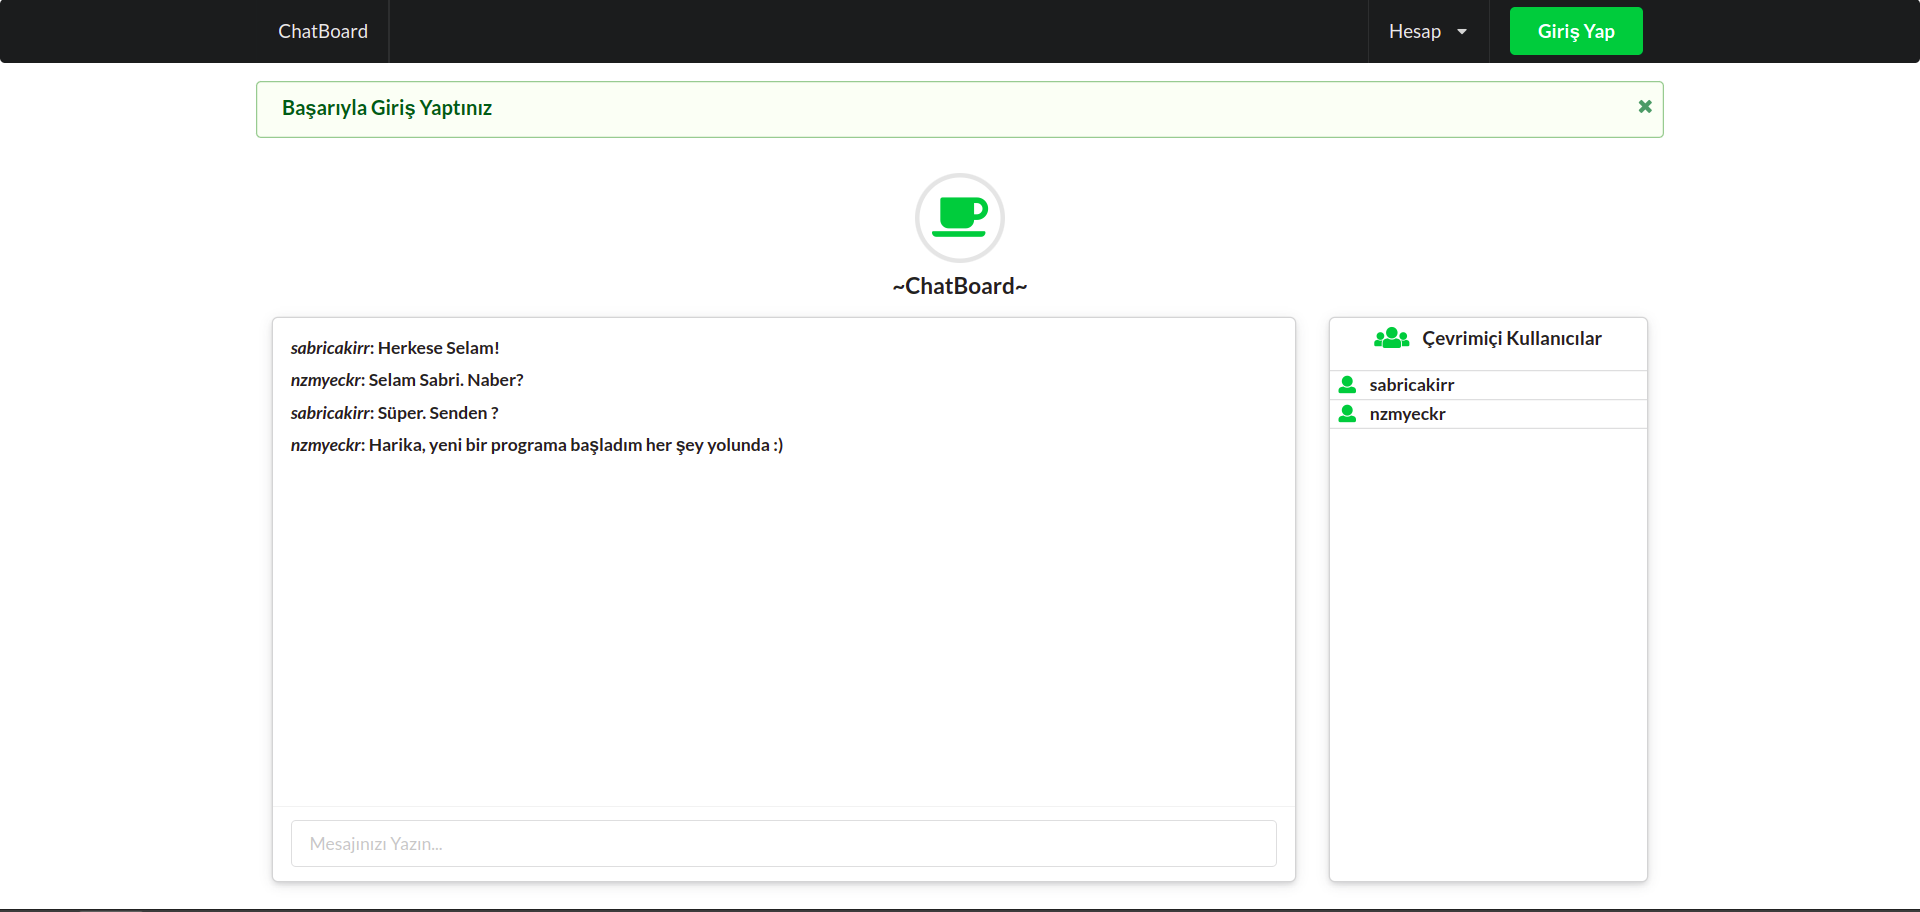 ChatBoard
Hesap
Giriş Yap
Başarıyla Giriş Yaptınız
~ChatBoard~
sabricakirr: Herkese Selam!
nzmyeckr: Selam Sabri. Naber?
sabricakirr: Süper. Senden ?
nzmyeckr: Harika, yeni bir programa başladım her şey yolunda :)
Mesajınızı Yazın...
Çevrimiçi Kullanıcılar
sabricakirr
nzmyeckr